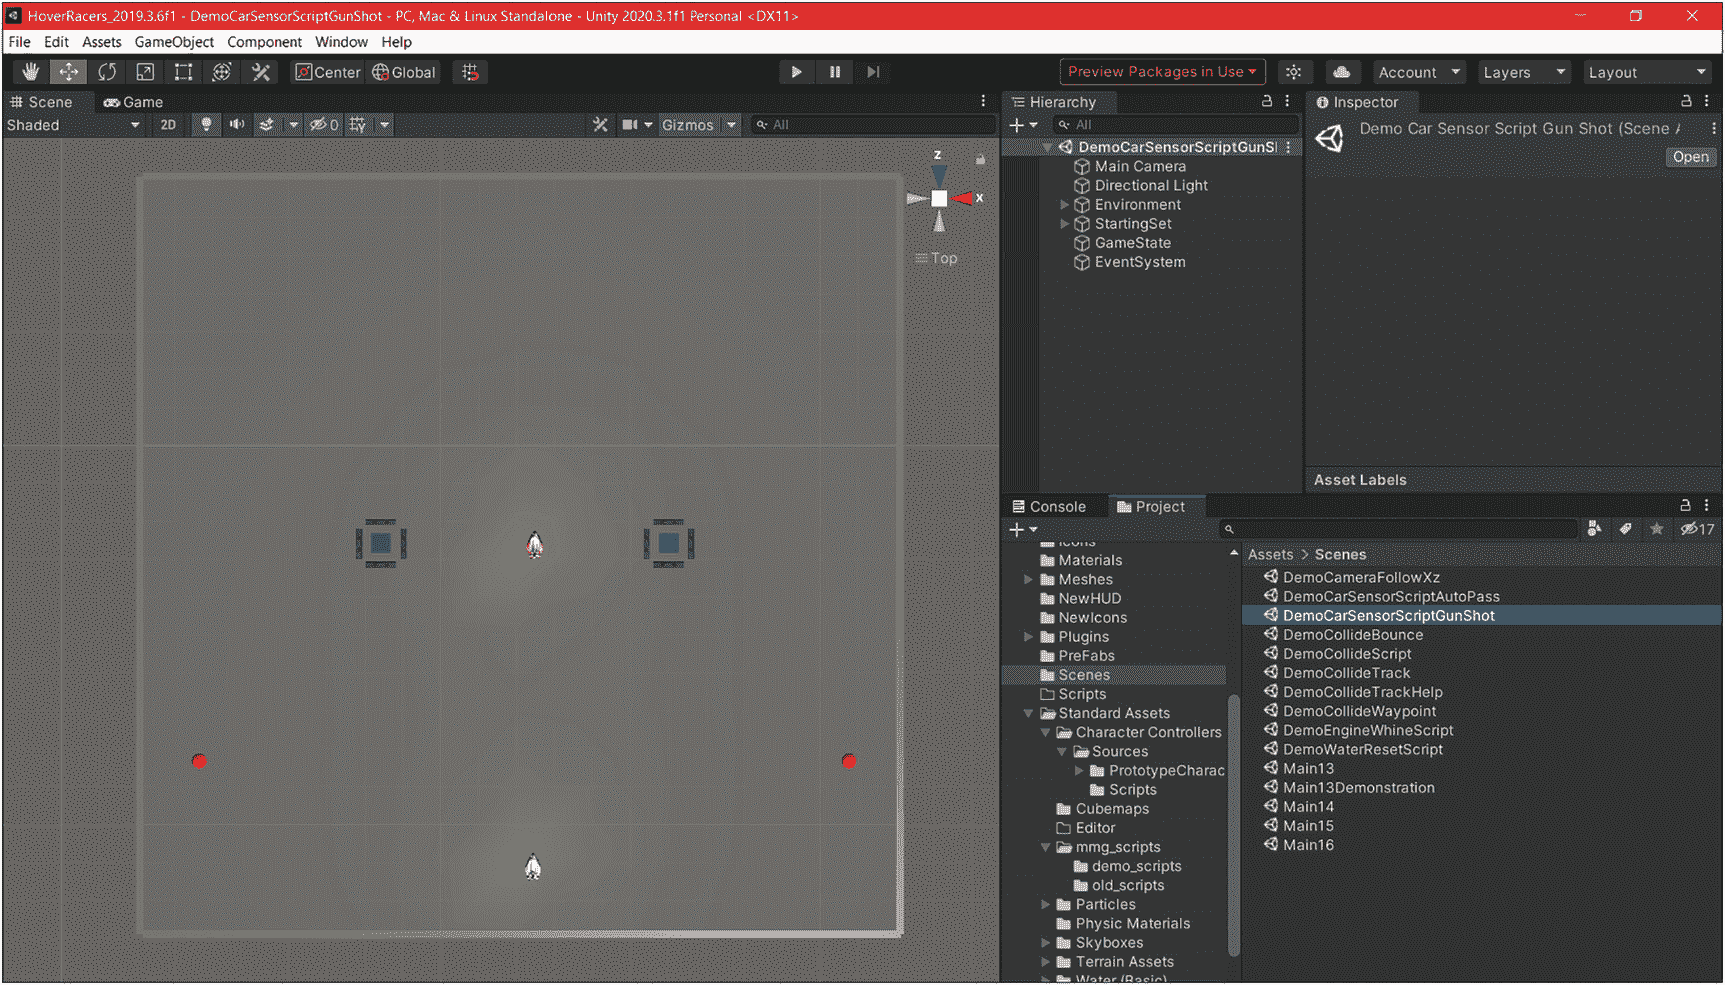 HoverRacers_2019.3.6f1 - DemoCarSensorScriptGunShot - PC, Mac & Linux Standalone - Unity 2020.3.1f1 Personal <DX11>
File Edit Assets GameObject Component Window Help
Center Global Preview Packages in Use Account Layers Layout
Scene Game
Shaded 2D 0 Gizmos All
z
x
Top
Hierarchy
All
DemoCarSensorScriptGunSl
Main Camera
Directional Light
Environment
StartingSet
GameState
EventSystem
Inspector
Demo Car Sensor Script Gun Shot (Scene A
Open
Asset Labels
Console Project
17
Icons
Materials
Meshes
NewHUD
NewIcons
Plugins
PreFabs
Scenes
Scripts
Standard Assets
Character Controllers
Sources
PrototypeCharac
Scripts
Cubemaps
Editor
mmg_scripts
demo_scripts
old_scripts
Particles
Physic Materials
Skyboxes
Terrain Assets
Water (Basic)
Assets > Scenes
DemoCameraFollowXz
DemoCarSensorScriptAutoPass
DemoCarSensorScriptGunShot
DemoCollideBounce
DemoCollideScript
DemoCollideTrack
DemoCollideTrackHelp
DemoCollideWaypoint
DemoEngineWhineScript
DemoWaterResetScript
Main13
Main13Demonstration
Main14
Main15
Main16